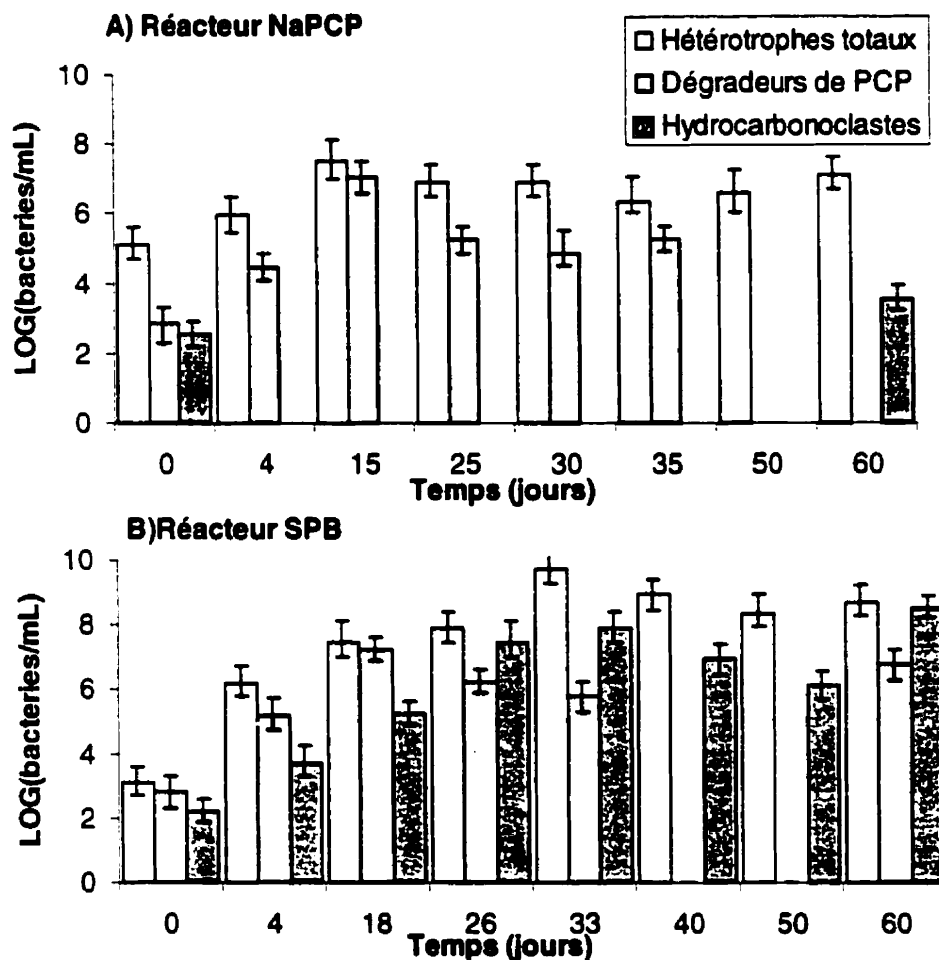 A) Réacteur NaPCP
Hétérotrophes totaux
Dégradeurs de PCP
Hydrocarbonoclastes
LOG(bacteries/mL)
10
8
6
4
2
0
0 4 15 25 30 35 50 60
Temps (jours)
B)Réacteur SPB
LOG(bacteries/mL)
10
8
6
4
2
0
0 4 18 26 33 40 50 60
Temps (jours)